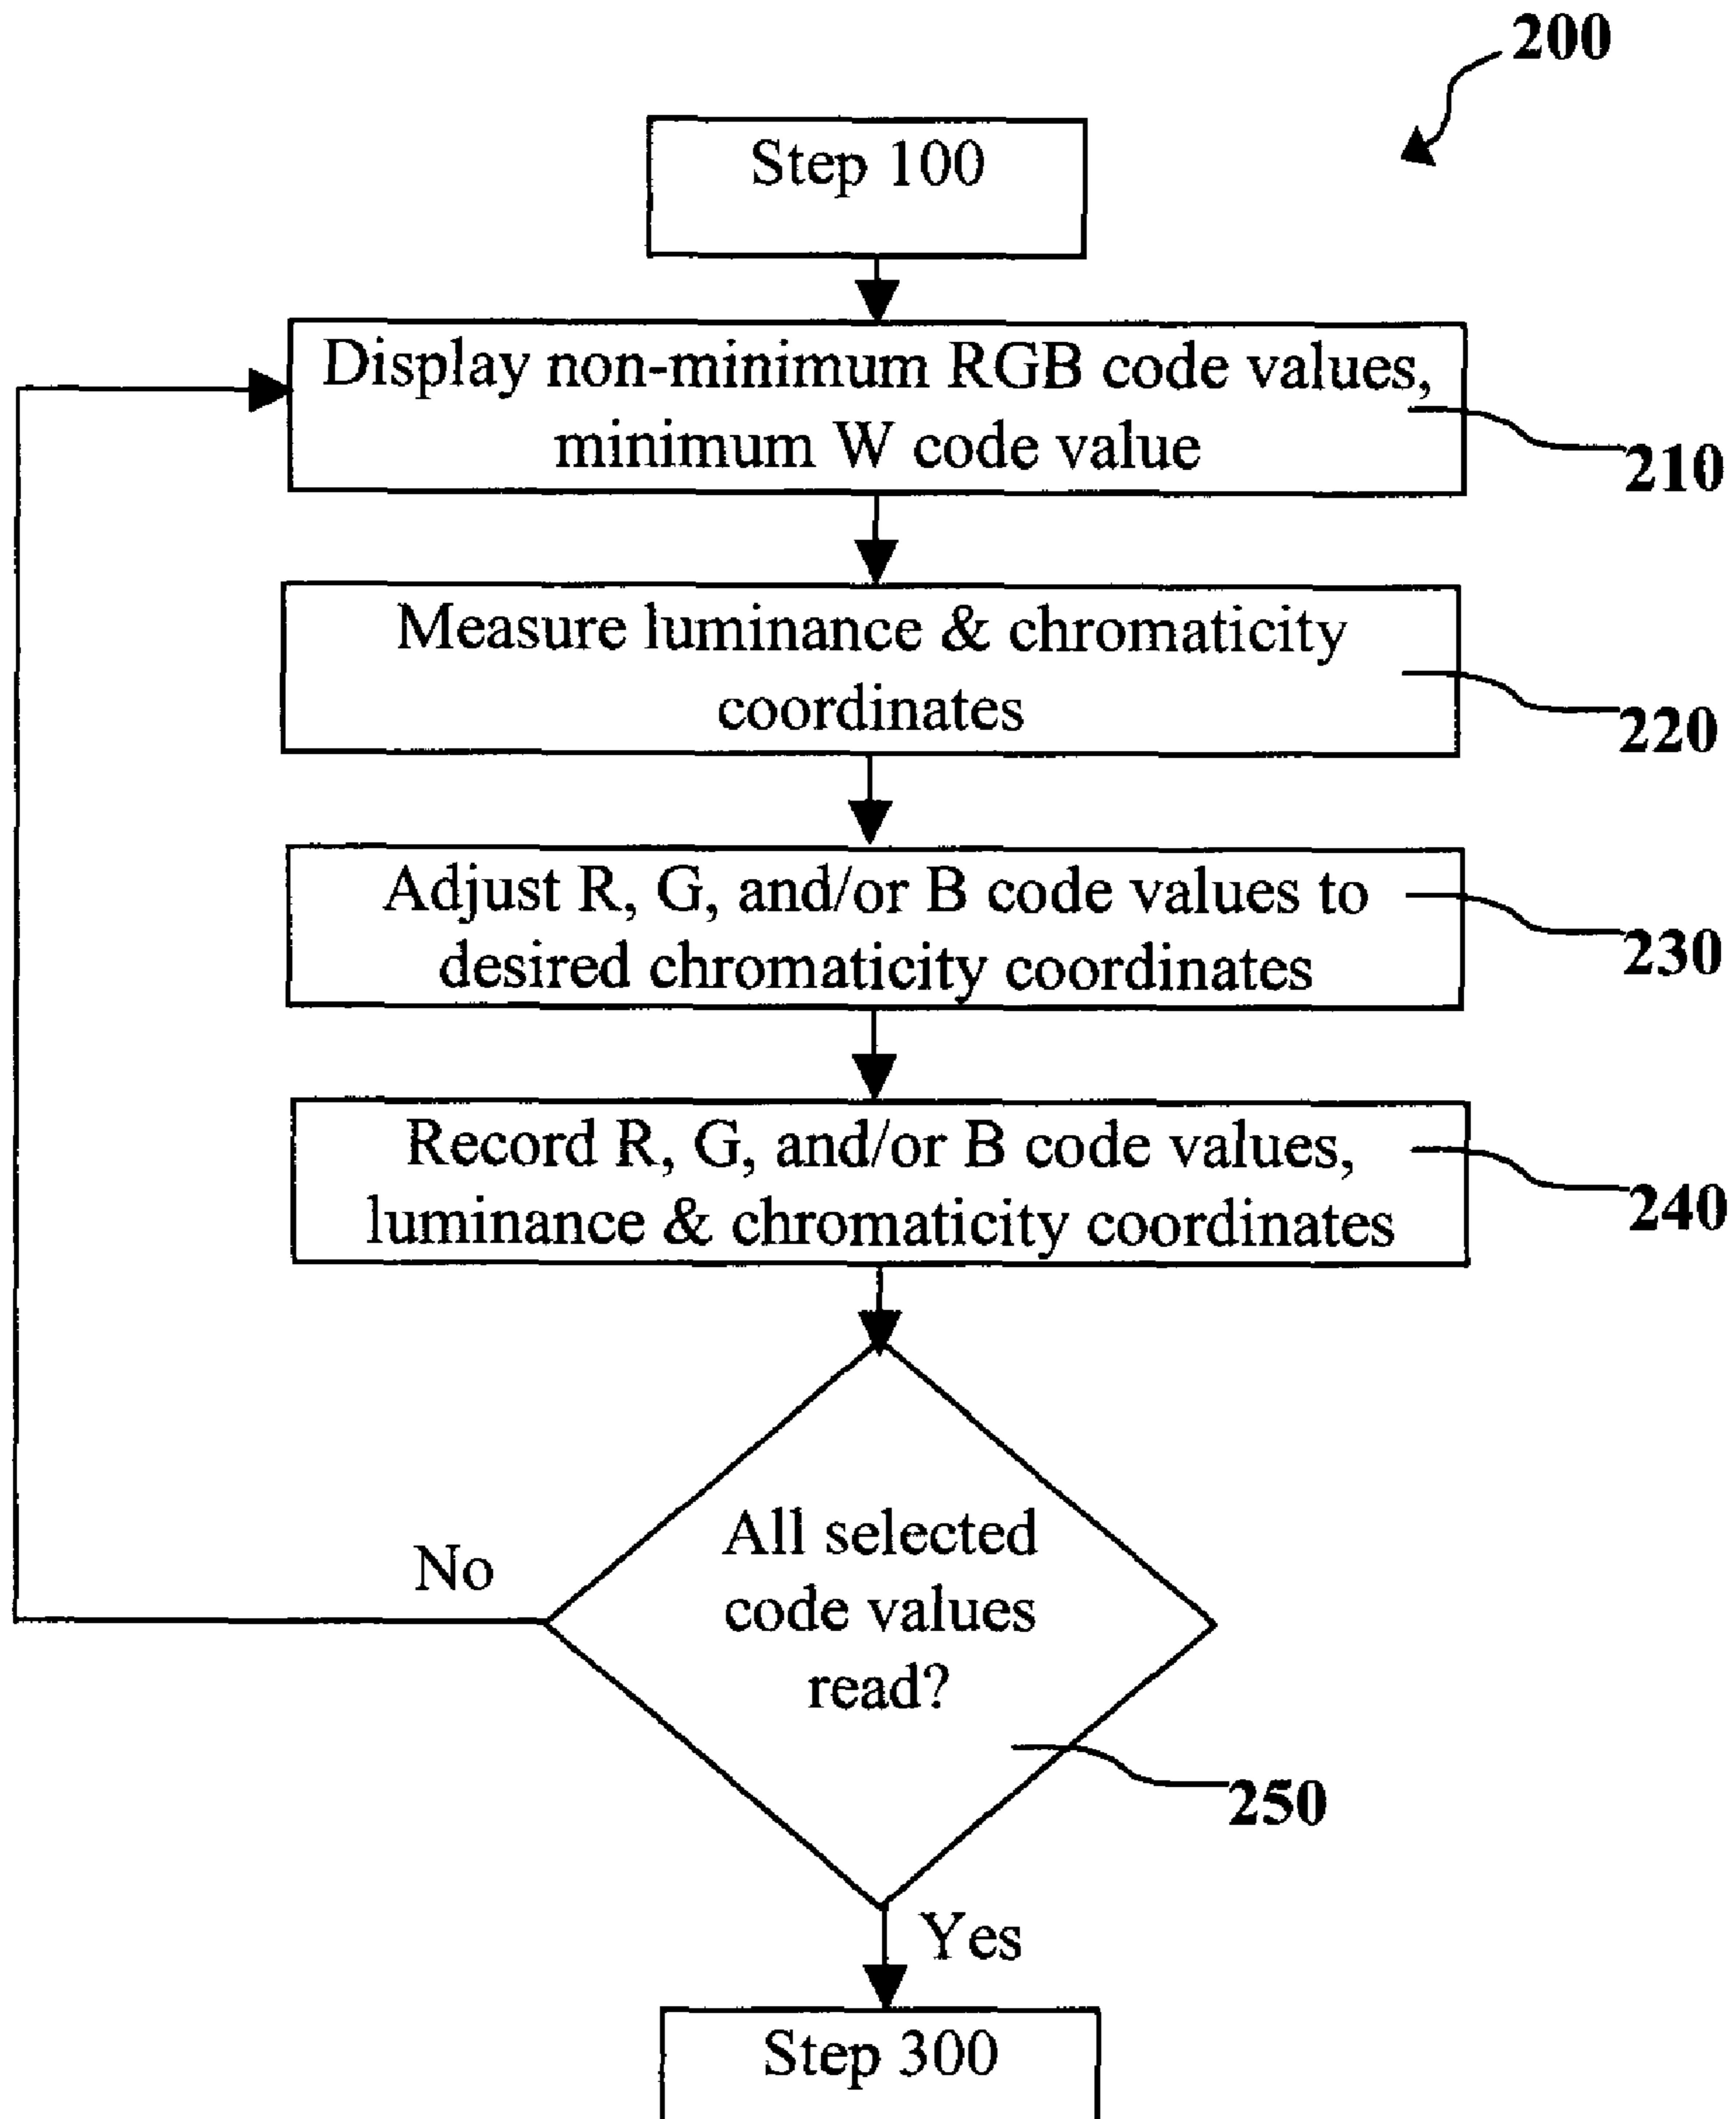 200
Step 100
Display non-minimum RGB code values,
minimum W code value
210
Measure luminance & chromaticity
coordinates
220
Adjust R, G, and/or B code values to
desired chromaticity coordinates
230
Record R, G, and/or B code values,
luminance & chromaticity coordinates
240
All selected
code values
read?
No
250
Yes
Step 300